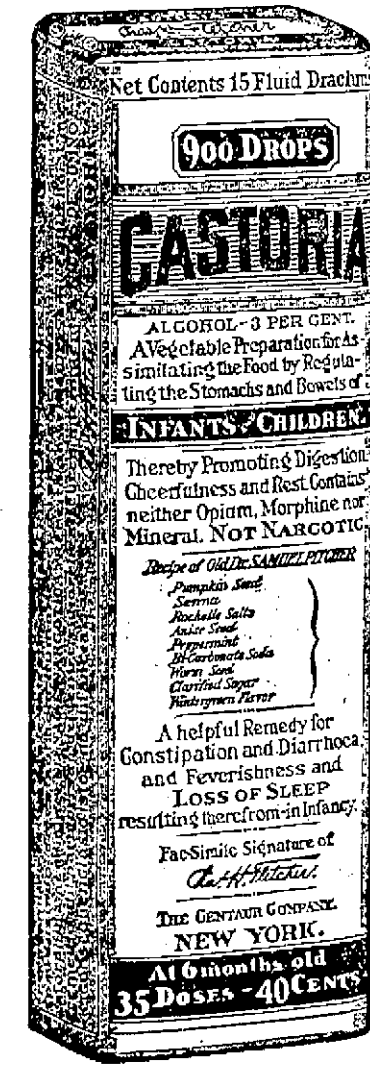 Net Contents 15 Fluid Drachm
900 DROPS
CASTORIA
ALCOHOL-3 PER CENT.
A Vegetable Preparation for As-
similating the Food by Regula-
ting the Stomachs and Bowels of
INFANTS & CHILDREN.
Thereby Promoting Digestion
Cheerfulness and Rest. Contains
neither Opium, Morphine nor
Mineral. NOT NARCOTIC
Recipe of Old Dr. SAMUEL PITCHER
Pumpkin Seed
Senna
Rochelle Salts
Anise Seed
Peppermint
Bi-Carbonate Soda
Worm Seed
Clarified Sugar
Wintergreen Flavor
A helpful Remedy for
Constipation and Diarrhoea,
and Feverishness and
LOSS OF SLEEP
resulting therefrom-in Infancy.
Fac-Simile Signature of
Chas. H. Fletcher.
THE CENTAUR COMPANY.
NEW YORK.
At 6 months old
35 DOSES - 40 CENTS